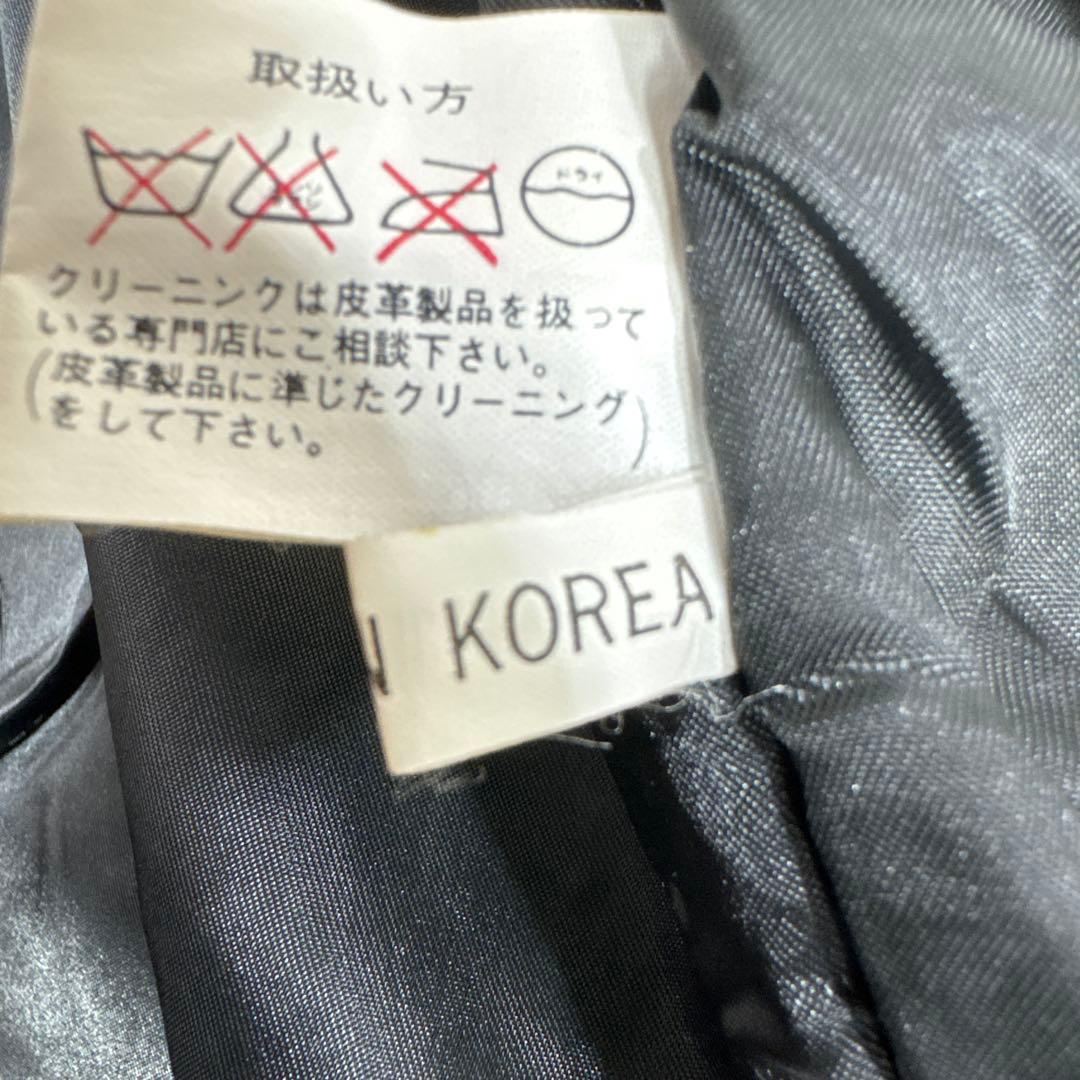 取扱い方
ドライ
クリーニングは皮革製品を扱って
いる専門店にご相談下さい。
(皮革製品に準じたクリーニング
をして下さい。)
N KOREA